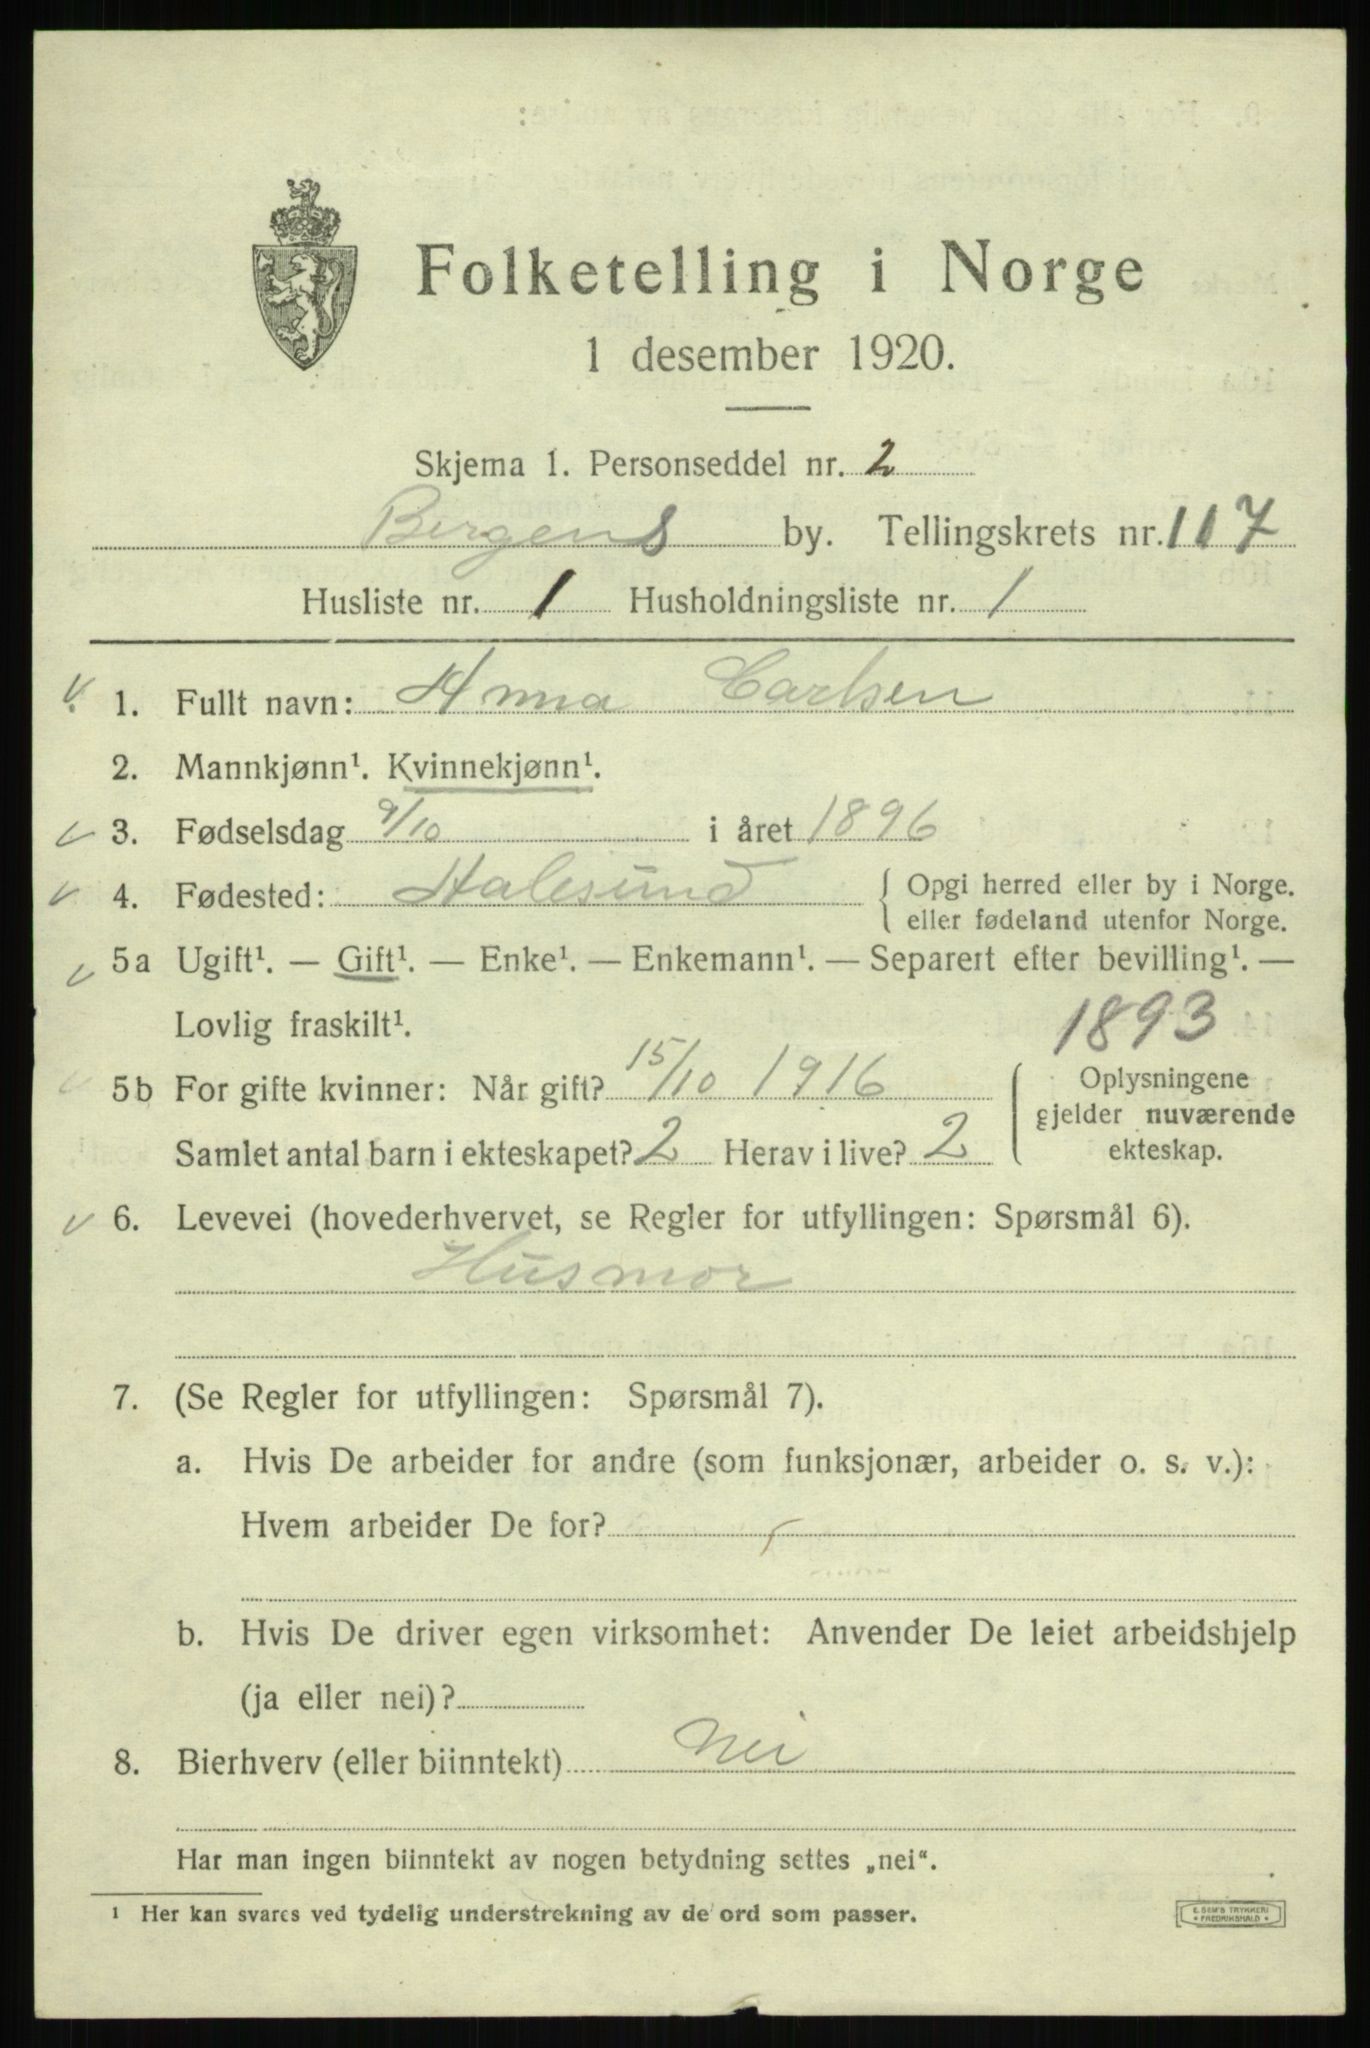 Folketelling i Norge
1 desember 1920.
Skjema 1. Personseddel nr. 2
Bergens by. Tellingskrets nr. 117
Husliste nr. 1 Husholdningsliste nr. 1
1. Fullt navn: Anna Carlsen
2. Mannkjønn¹. Kvinnekjønn¹.
3. Fødselsdag 9/10 i året 1896
4. Fødested: Aalesund { Opgi herred eller by i Norge.
eller fødeland utenfor Norge.
5a Ugift¹. — Gift¹. — Enke¹. — Enkemann¹. — Separert efter bevilling¹. —
Lovlig fraskilt¹. 1893
5b For gifte kvinner: Når gift? 15/10 1916 { Oplysningene
gjelder nuværende
Samlet antal barn i ekteskapet? 2 Herav i live? 2 ekteskap.
6. Levevei (hovederhvervet, se Regler for utfyllingen: Spørsmål 6).
Husmor
7. (Se Regler for utfyllingen: Spørsmål 7).
a. Hvis De arbeider for andre (som funksjonær, arbeider o. s. v.):
Hvem arbeider De for?
b. Hvis De driver egen virksomhet: Anvender De leiet arbeidshjelp
(ja eller nei)?
8. Bierhverv (eller biinntekt) Nei
Har man ingen biinntekt av nogen betydning settes „nei“.
¹ Her kan svares ved tydelig understrekning av de ord som passer.
E. SEM'S TRYKKERI
FREDRIKSHALD